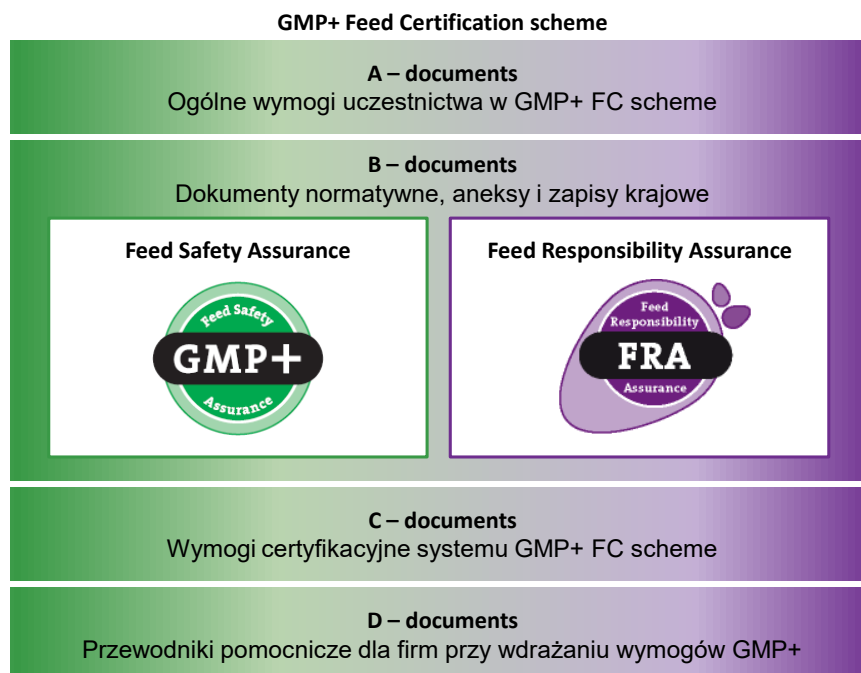 GMP+ Feed Certification scheme
A – documents
Ogólne wymogi uczestnictwa w GMP+ FC scheme
B – documents
Dokumenty normatywne, aneksy i zapisy krajowe
Feed Safety Assurance
Feed Safety
GMP+
Assurance
Feed Responsibility Assurance
Feed
Responsibility
FRA
Assurance
C – documents
Wymogi certyfikacyjne systemu GMP+ FC scheme
D – documents
Przewodniki pomocnicze dla firm przy wdrażaniu wymogów GMP+